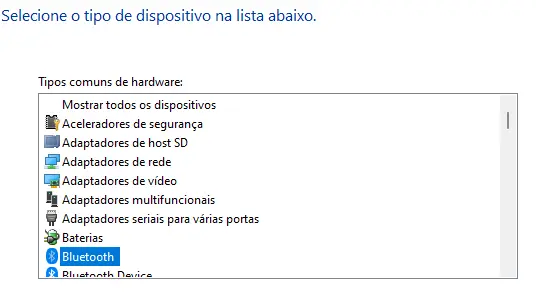 Selecione o tipo de dispositivo na lista abaixo.
Tipos comuns de hardware:
Mostrar todos os dispositivos
Aceleradores de segurança
Adaptadores de host SD
Adaptadores de rede
Adaptadores de vídeo
Adaptadores multifuncionais
Adaptadores seriais para várias portas
Baterias
Bluetooth
Bluetooth Device